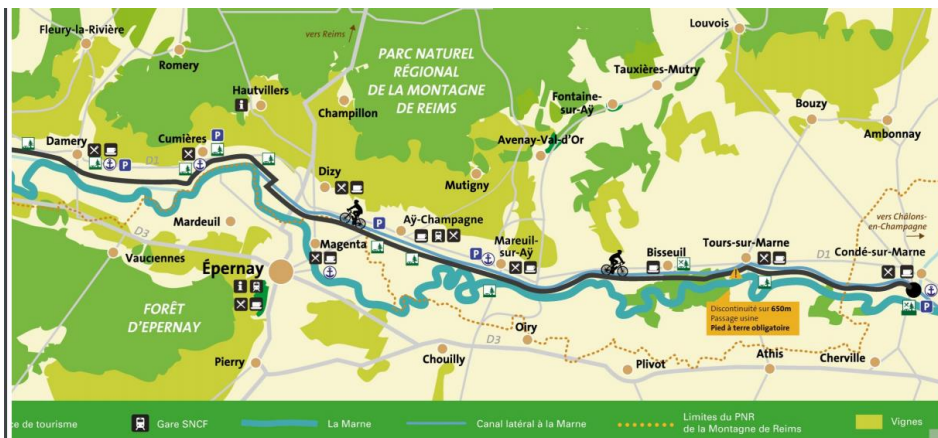 Fleury-la-Rivière
Romery
vers Reims
PARC NATUREL
RÉGIONAL
DE LA MONTAGNE
DE REIMS
Louvois
Tauxières-Mutry
Hautvillers
i
Champillon
Fontaine-
sur-Aÿ
Bouzy
Ambonnay
Damery
Cumières
P
D1
P
Avenay-Val-d'Or
Dizy
Mutigny
Mardeuil
P
Aÿ-Champagne
vers Châlons-
en-Champagne
D3
Vauciennes
Magenta
P
Mareuil-
sur-Aÿ
Bisseuil
Tours-sur-Marne
D1
Condé-sur-Marne
Épernay
i
P
FORÊT
D'EPERNAY
Discontinuité sur 650m
Passage usine
Pied à terre obligatoire
Oiry
D3
Pierry
Chouilly
Plivot
Athis
Cherville
ce de tourisme
Gare SNCF
La Marne
Canal latéral à la Marne
Limites du PNR
de la Montagne de Reims
Vignes